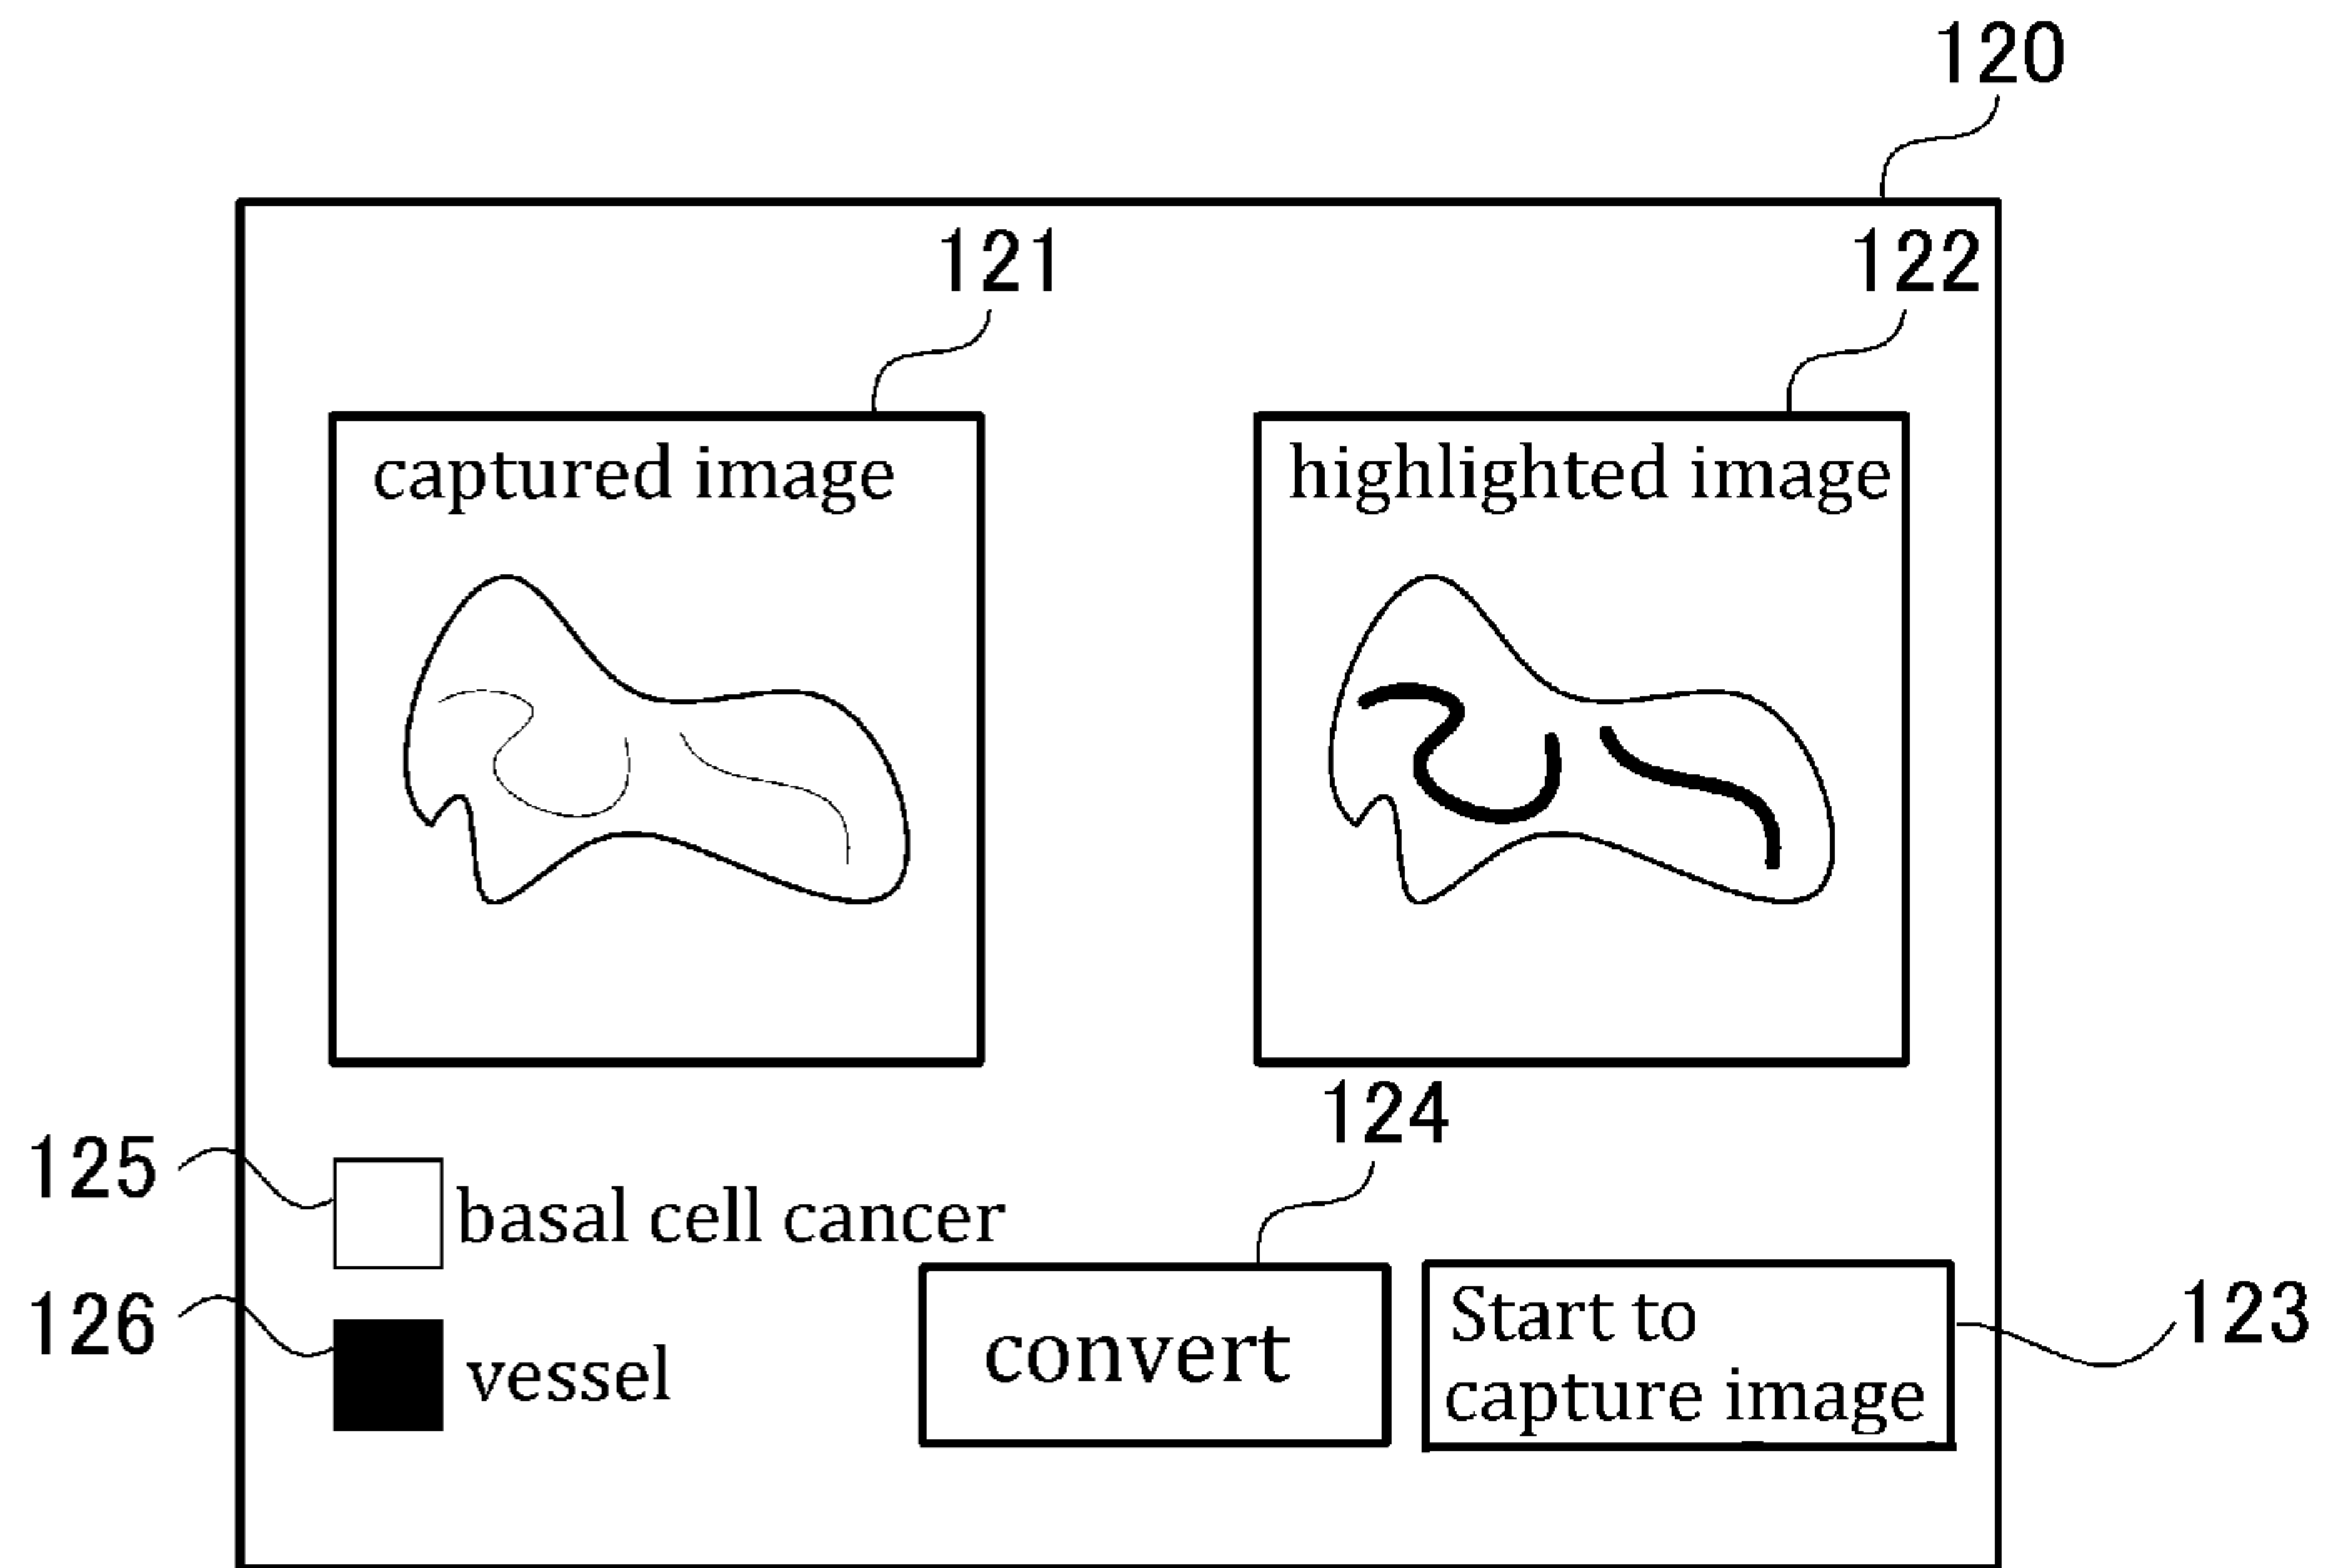 120
121
122
captured image
highlighted image
124
125
basal cell cancer
126
vessel
convert
Start to
capture image
123